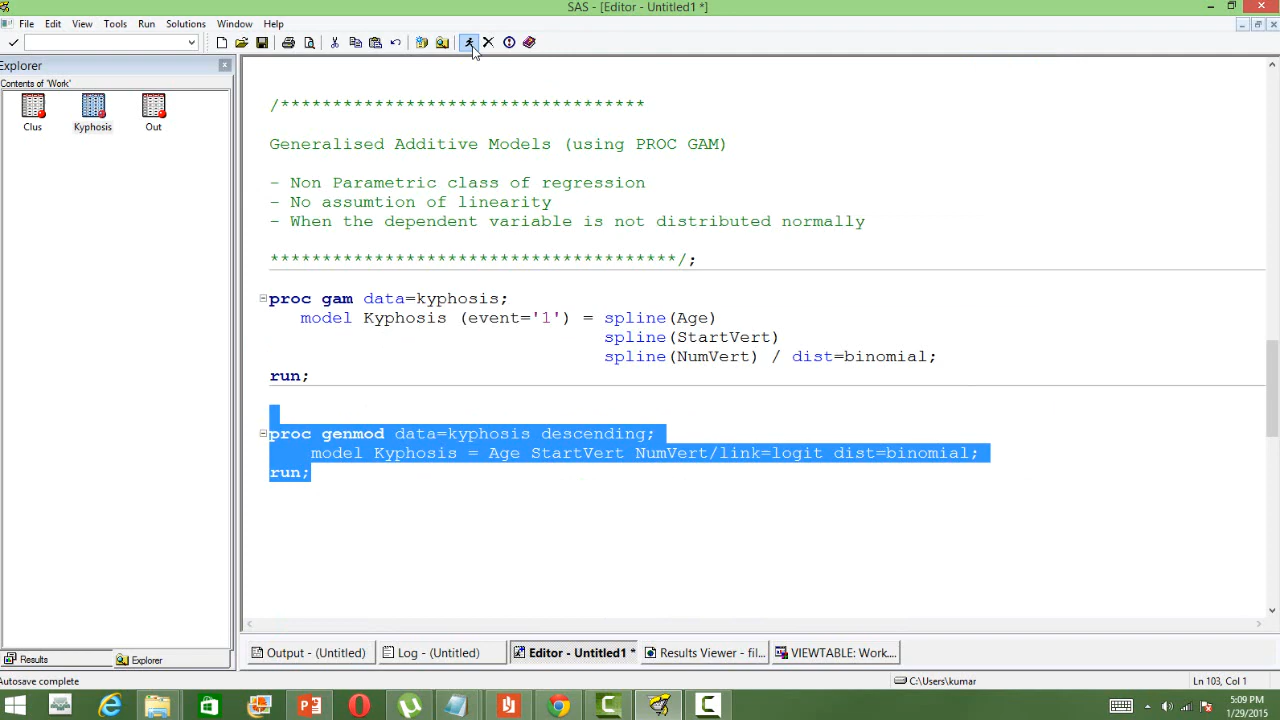 SAS - [Editor - Untitled1 *]
File Edit View Tools Run Solutions Window Help
Explorer
Contents of 'Work'
Clus Kyphosis Out
/***********************************
Generalised Additive Models (using PROC GAM)
- Non Parametric class of regression
- No assumtion of linearity
- When the dependent variable is not distributed normally
***************************************/;
proc gam data=kyphosis;
model Kyphosis (event='1') = spline(Age)
spline(StartVert)
spline(NumVert) / dist=binomial;
run;
proc genmod data=kyphosis descending;
model Kyphosis = Age StartVert NumVert/link=logit dist=binomial;
run;
Results Explorer
Output - (Untitled) Log - (Untitled) Editor - Untitled1 * Results Viewer - fil... VIEWTABLE: Work....
Autosave complete C:\Users\kumar Ln 103, Col 1
5:09 PM
1/29/2015